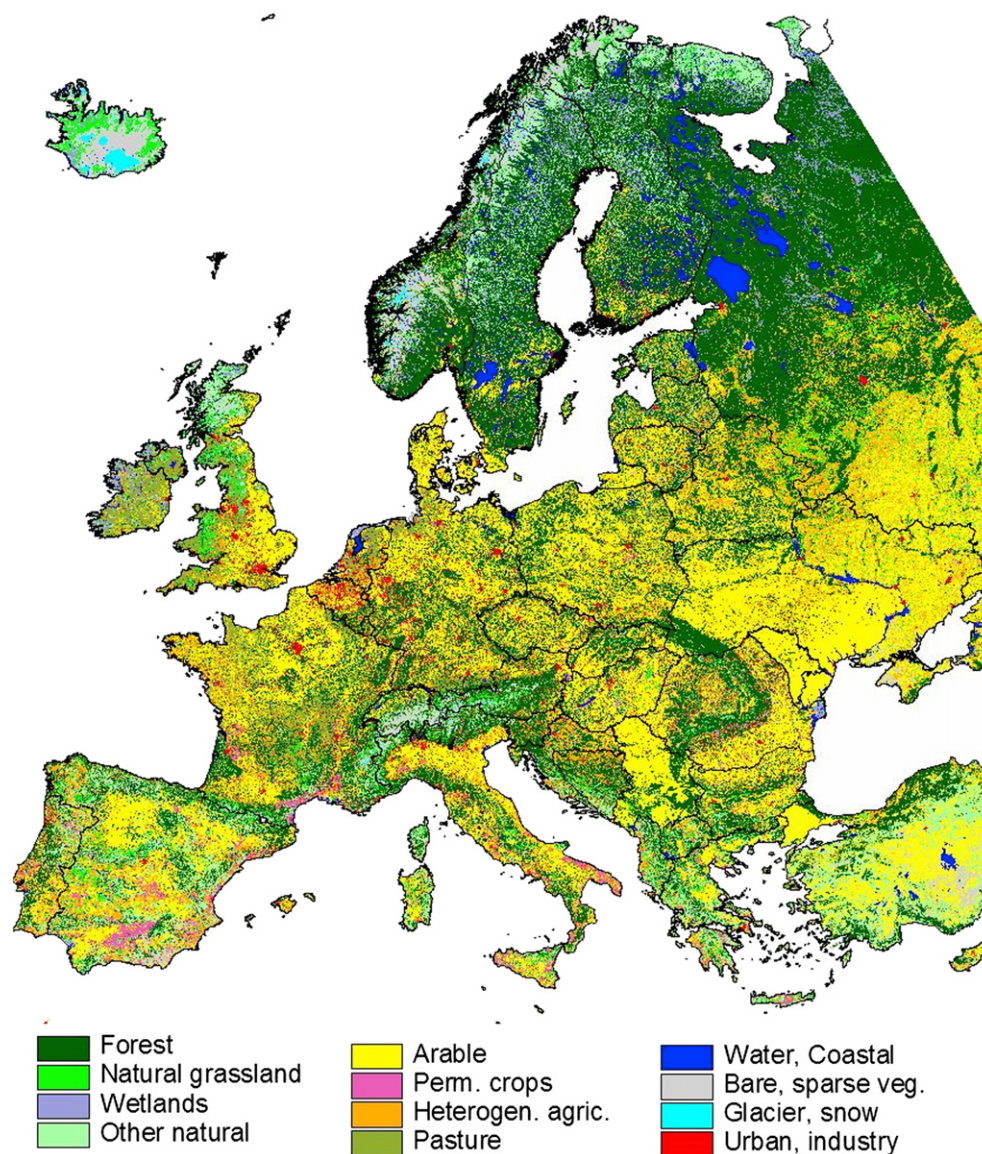 Forest
Natural grassland
Wetlands
Other natural
Arable
Perm. crops
Heterogen. agric.
Pasture
Water, Coastal
Bare, sparse veg.
Glacier, snow
Urban, industry